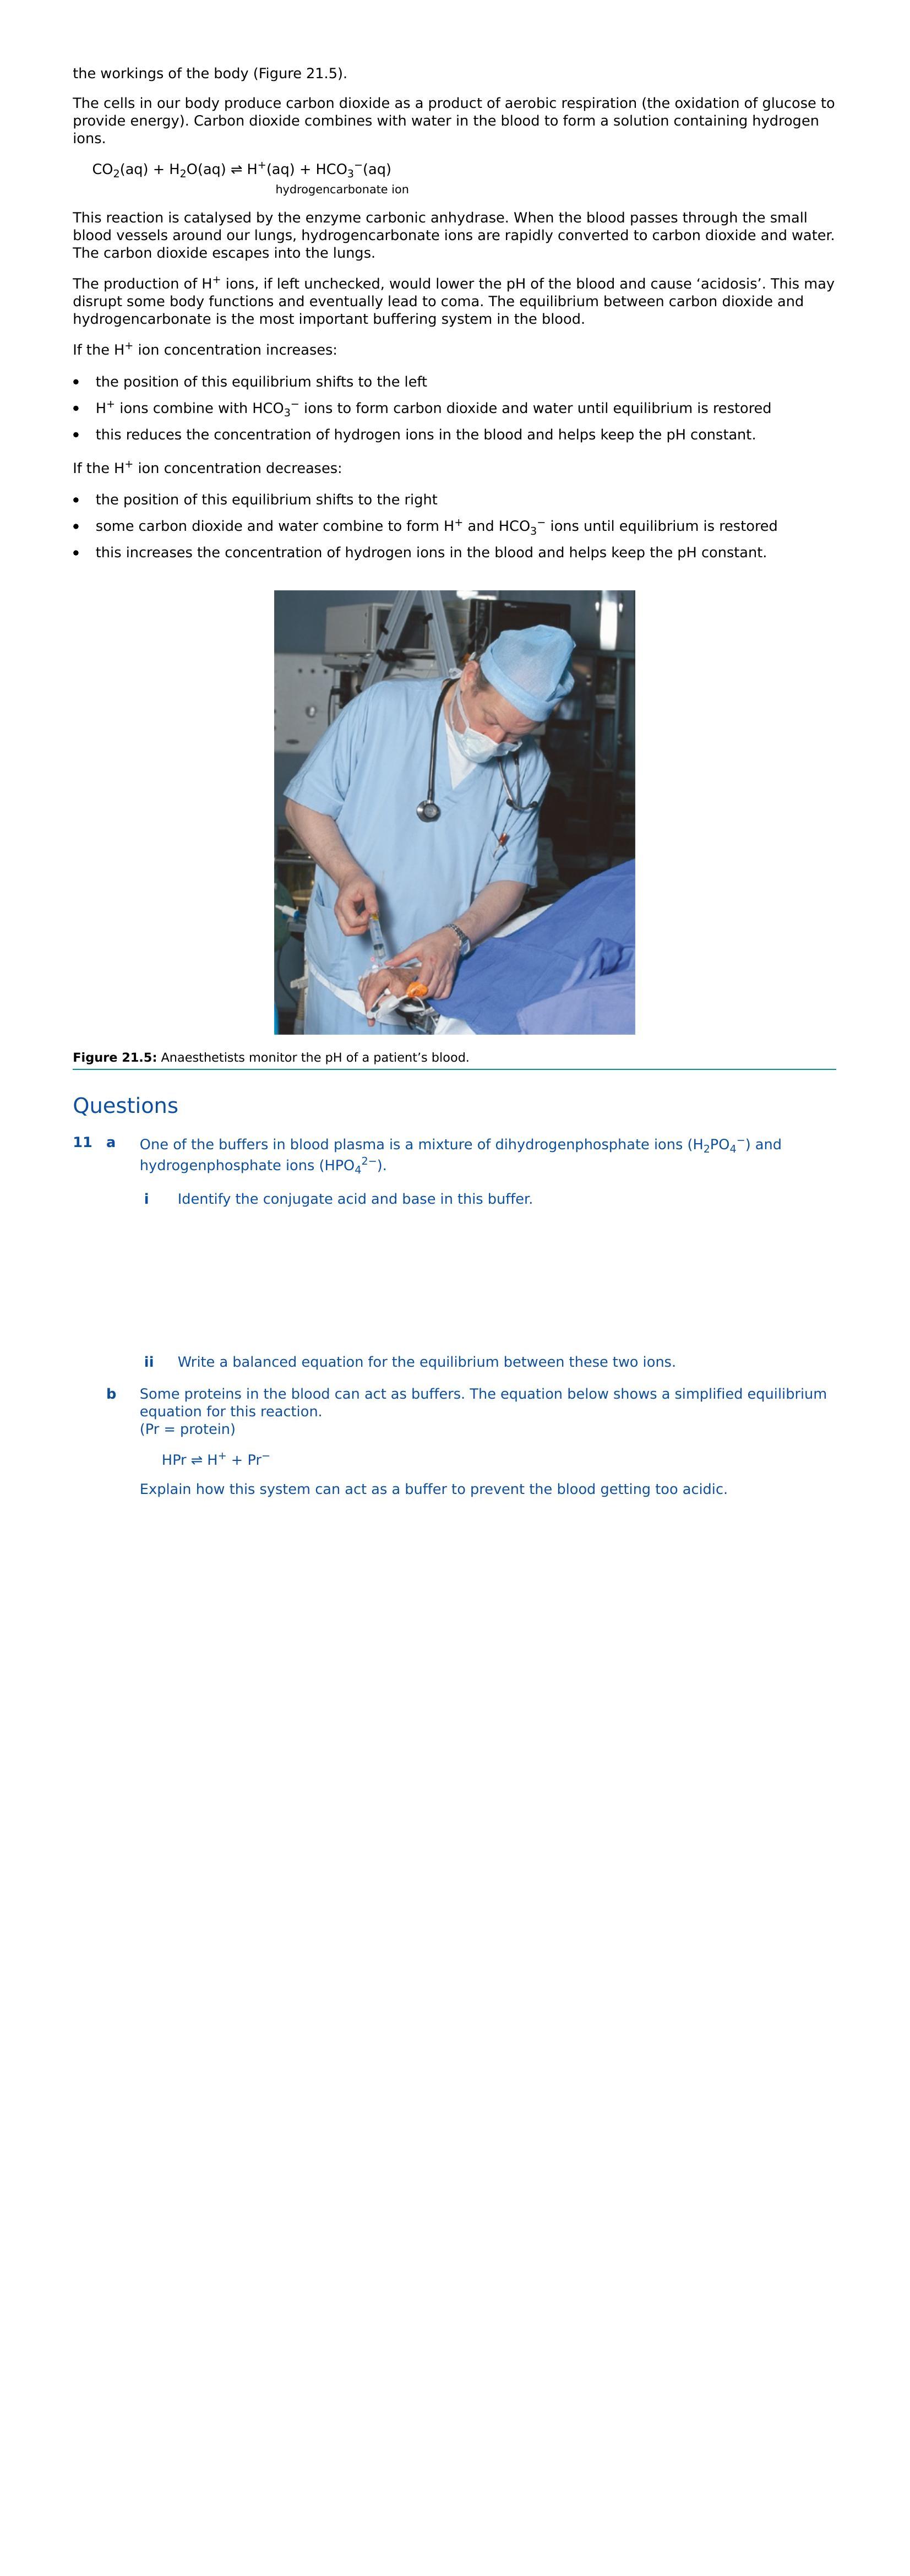 the workings of the body (Figure 21.5).
The cells in our body produce carbon dioxide as a product of aerobic respiration (the oxidation of glucose to
provide energy). Carbon dioxide combines with water in the blood to form a solution containing hydrogen
ions.
CO₂(aq) + H₂O(aq) ⇌ H⁺(aq) + HCO₃⁻(aq)
hydrogencarbonate ion
This reaction is catalysed by the enzyme carbonic anhydrase. When the blood passes through the small
blood vessels around our lungs, hydrogencarbonate ions are rapidly converted to carbon dioxide and water.
The carbon dioxide escapes into the lungs.
The production of H⁺ ions, if left unchecked, would lower the pH of the blood and cause ‘acidosis’. This may
disrupt some body functions and eventually lead to coma. The equilibrium between carbon dioxide and
hydrogencarbonate is the most important buffering system in the blood.
If the H⁺ ion concentration increases:
• the position of this equilibrium shifts to the left
• H⁺ ions combine with HCO₃⁻ ions to form carbon dioxide and water until equilibrium is restored
• this reduces the concentration of hydrogen ions in the blood and helps keep the pH constant.
If the H⁺ ion concentration decreases:
• the position of this equilibrium shifts to the right
• some carbon dioxide and water combine to form H⁺ and HCO₃⁻ ions until equilibrium is restored
• this increases the concentration of hydrogen ions in the blood and helps keep the pH constant.
Figure 21.5: Anaesthetists monitor the pH of a patient’s blood.
Questions
11 a One of the buffers in blood plasma is a mixture of dihydrogenphosphate ions (H₂PO₄⁻) and
hydrogenphosphate ions (HPO₄²⁻).
i Identify the conjugate acid and base in this buffer.
ii Write a balanced equation for the equilibrium between these two ions.
b Some proteins in the blood can act as buffers. The equation below shows a simplified equilibrium
equation for this reaction.
(Pr = protein)
HPr ⇌ H⁺ + Pr⁻
Explain how this system can act as a buffer to prevent the blood getting too acidic.